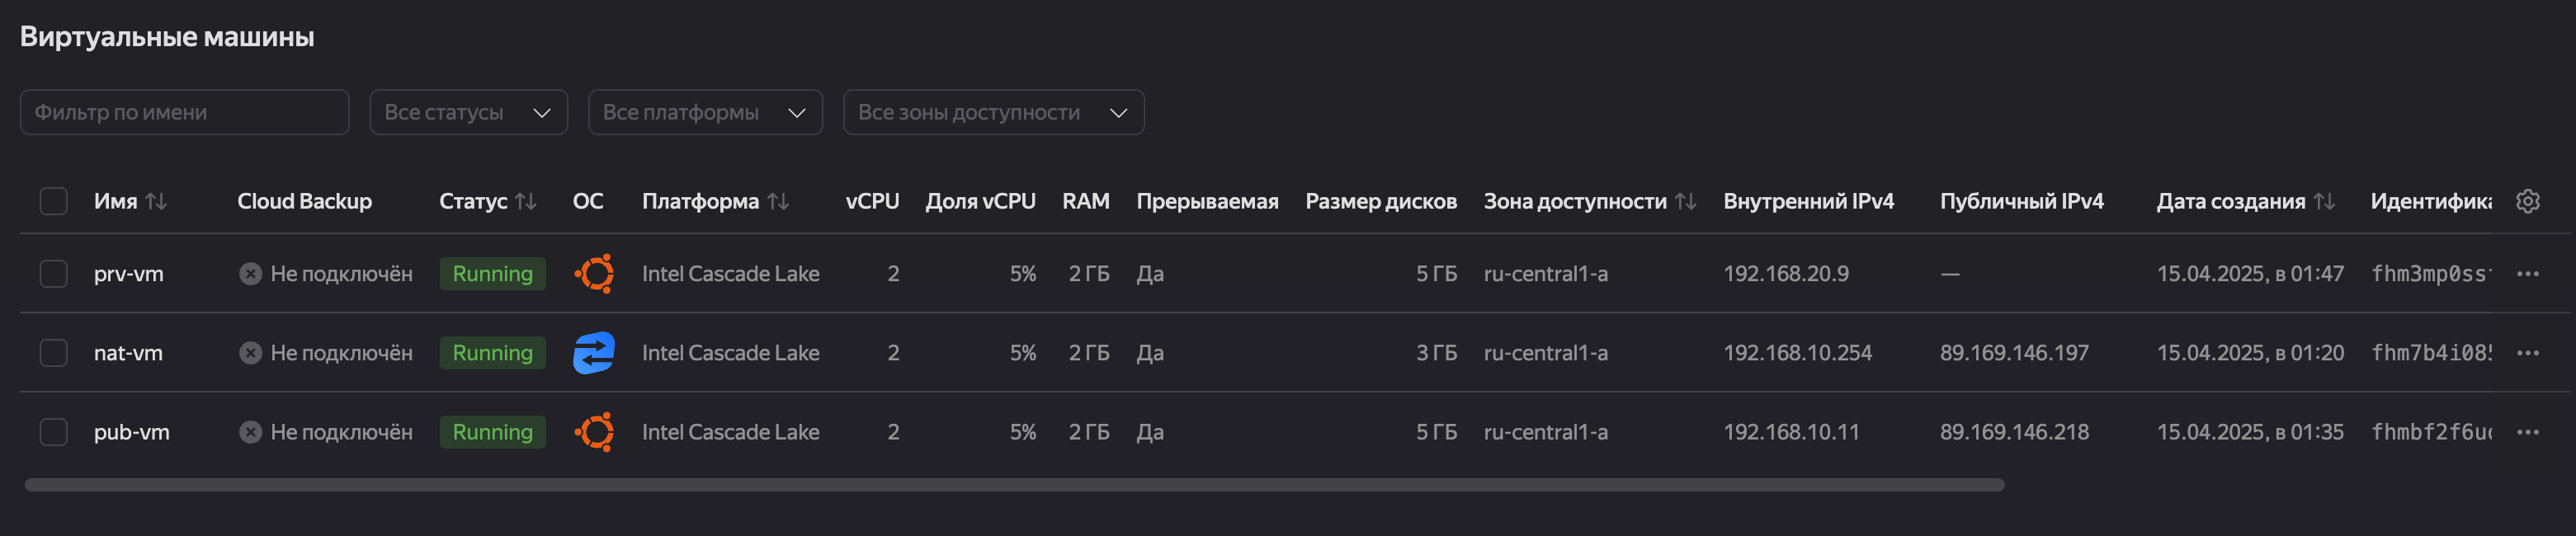 Виртуальные машины
Фильтр по имени Все статусы Все платформы Все зоны доступности
Имя Cloud Backup Статус ОС Платформа vCPU Доля vCPU RAM Прерываемая Размер дисков Зона доступности Внутренний IPv4 Публичный IPv4 Дата создания Идентифика
prv-vm Не подключён Running Intel Cascade Lake 2 5% 2 ГБ Да 5 ГБ ru-central1-a 192.168.20.9 — 15.04.2025, в 01:47 fhm3mp0ss
nat-vm Не подключён Running Intel Cascade Lake 2 5% 2 ГБ Да 3 ГБ ru-central1-a 192.168.10.254 89.169.146.197 15.04.2025, в 01:20 fhm7b4i08
pub-vm Не подключён Running Intel Cascade Lake 2 5% 2 ГБ Да 5 ГБ ru-central1-a 192.168.10.11 89.169.146.218 15.04.2025, в 01:35 fhmbf2f6u